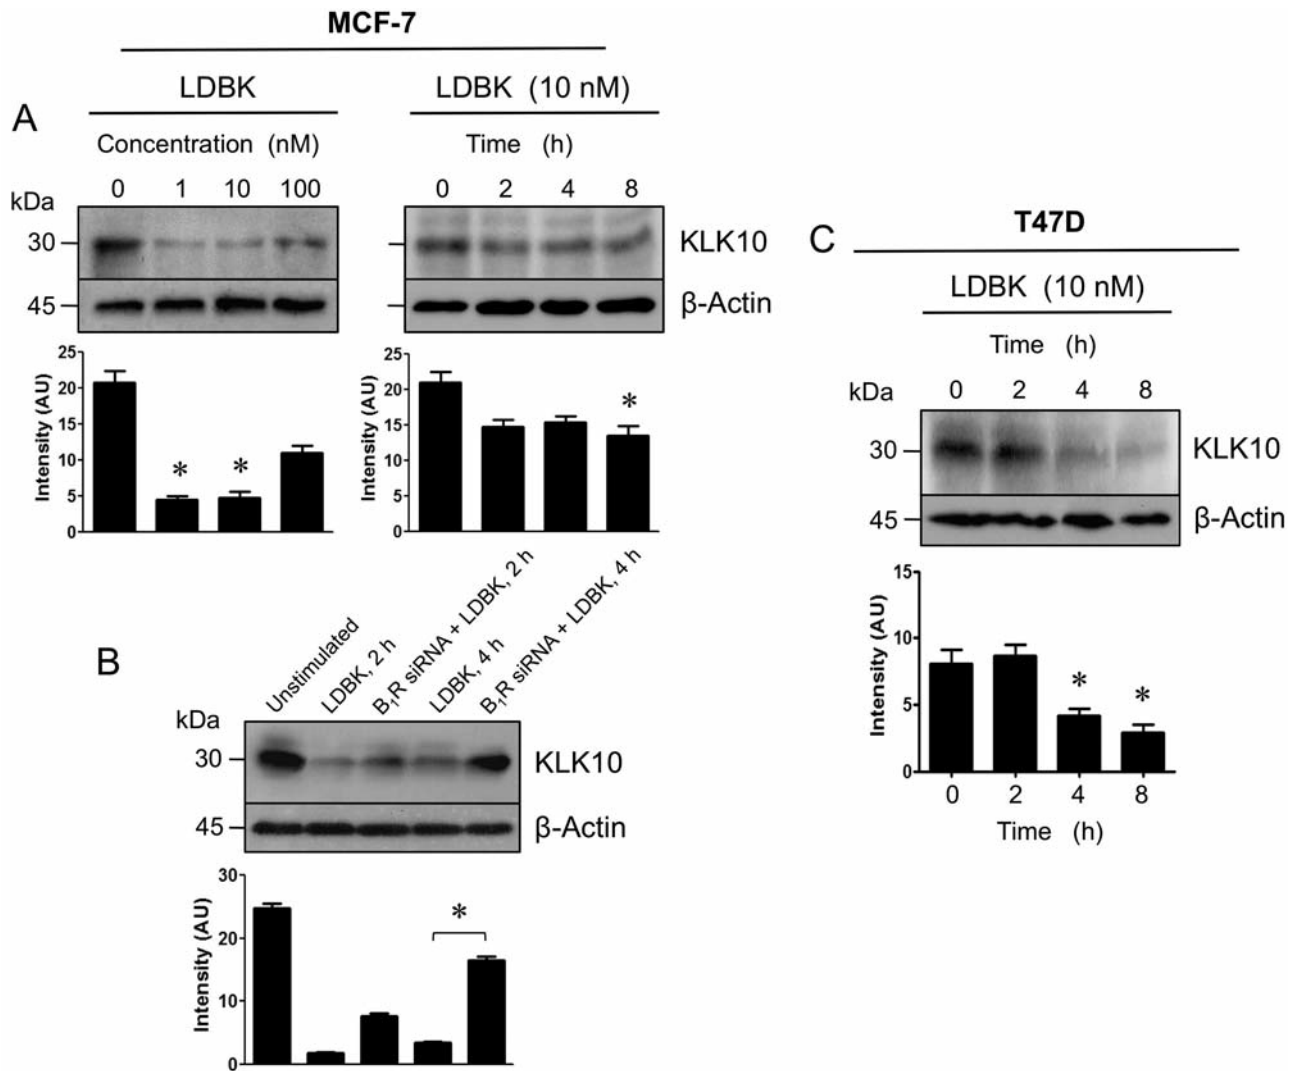 MCF-7
A
LDBK
Concentration (nM)
kDa
0 1 10 100
30
45
LDBK (10 nM)
Time (h)
0 2 4 8
KLK10
β-Actin
Intensity (AU)
25
20
15
10
5
0
* *
Intensity (AU)
25
20
15
10
5
0
*
B
Unstimulated
LDBK, 2 h
B₁R siRNA + LDBK, 2 h
LDBK, 4 h
B₁R siRNA + LDBK, 4 h
kDa
30
45
KLK10
β-Actin
Intensity (AU)
30
20
10
0
*
C
T47D
LDBK (10 nM)
Time (h)
kDa
0 2 4 8
30
45
KLK10
β-Actin
Intensity (AU)
15
10
5
0
* *
0 2 4 8
Time (h)